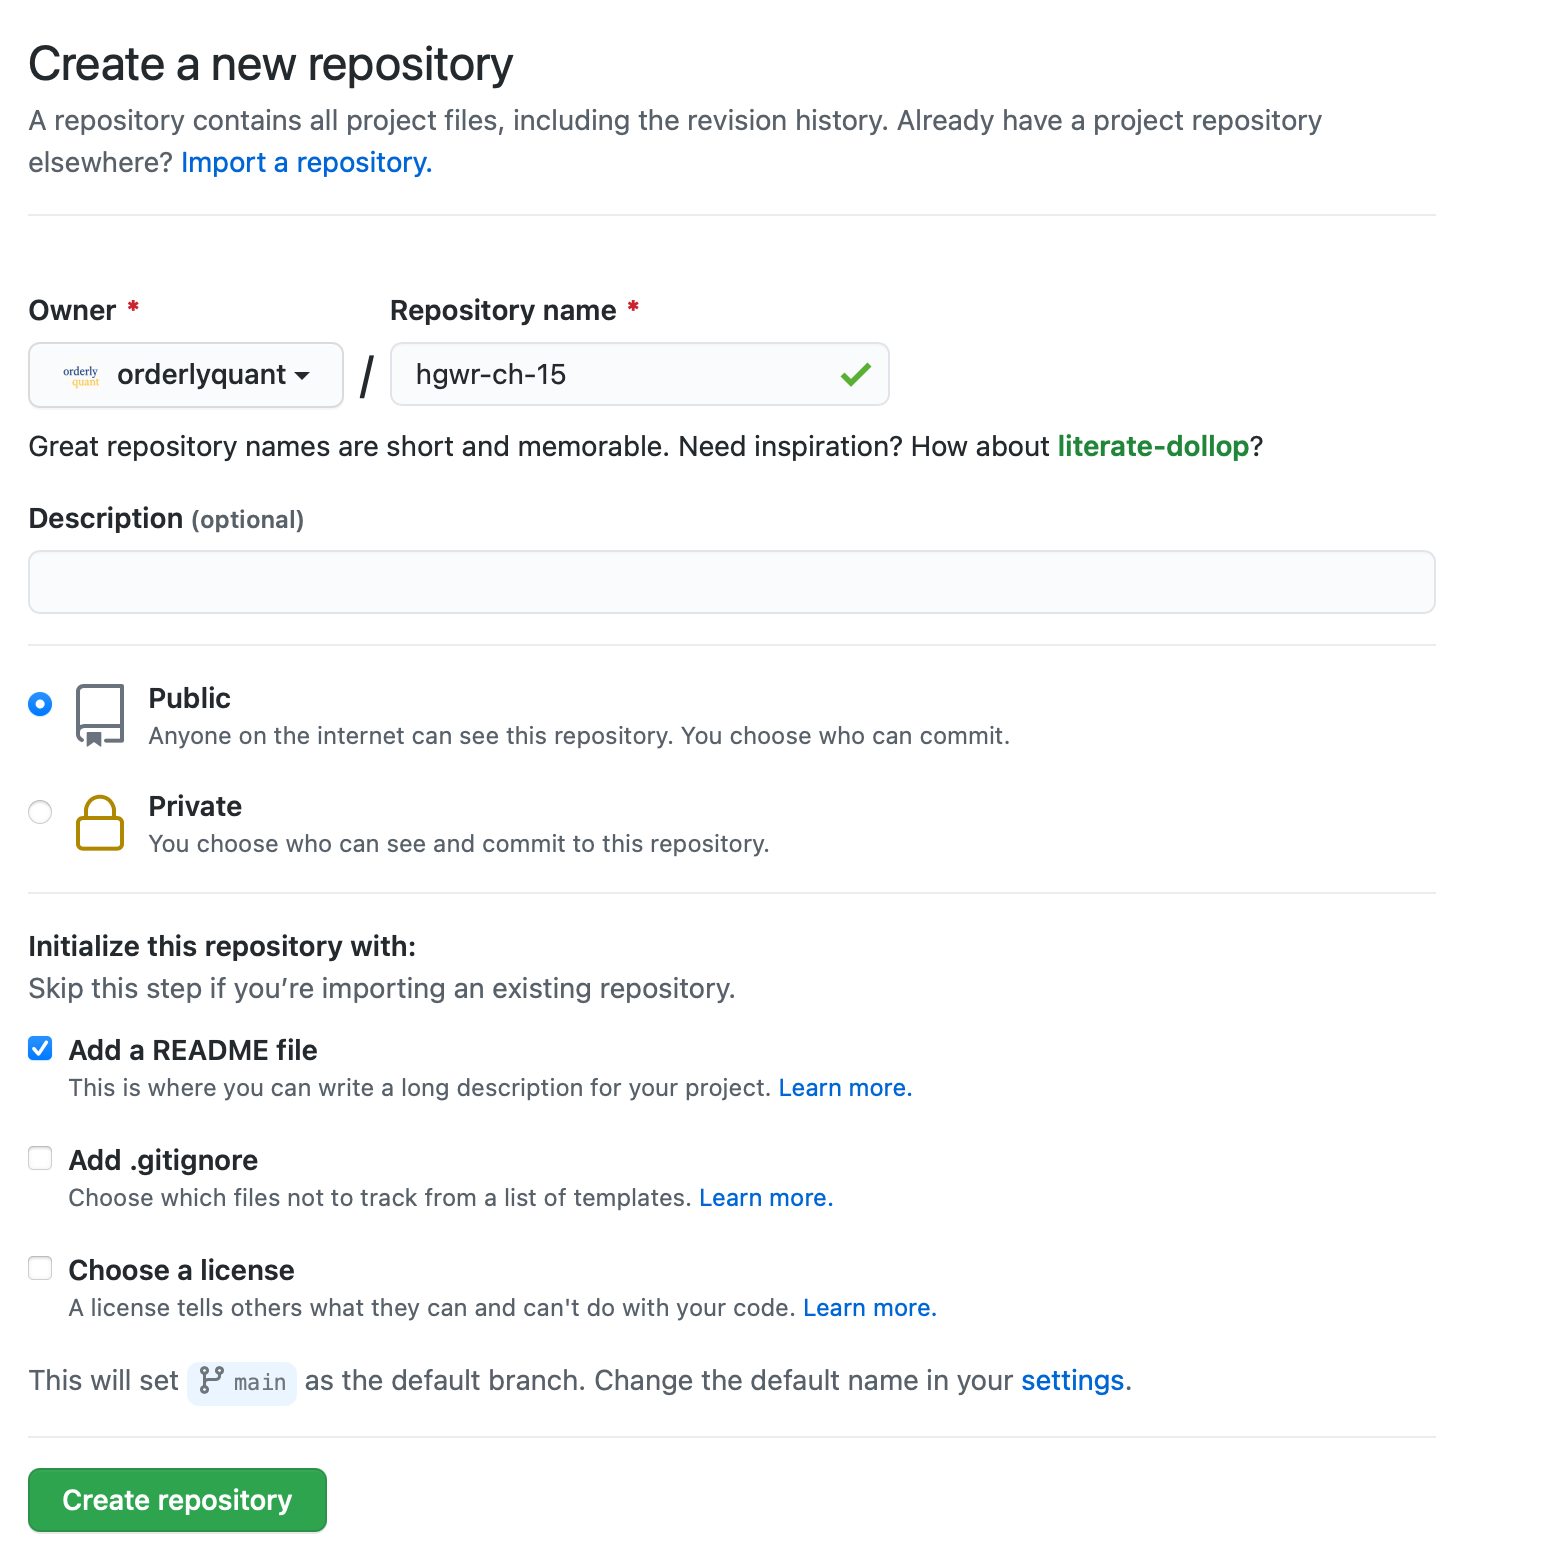 Create a new repository
A repository contains all project files, including the revision history. Already have a project repository
elsewhere? Import a repository.
Owner *
Repository name *
orderly
quant
orderlyquant
/
hgwr-ch-15
Great repository names are short and memorable. Need inspiration? How about literate-dollop?
Description (optional)
Public
Anyone on the internet can see this repository. You choose who can commit.
Private
You choose who can see and commit to this repository.
Initialize this repository with:
Skip this step if you’re importing an existing repository.
Add a README file
This is where you can write a long description for your project. Learn more.
Add .gitignore
Choose which files not to track from a list of templates. Learn more.
Choose a license
A license tells others what they can and can't do with your code. Learn more.
This will set main as the default branch. Change the default name in your settings.
Create repository